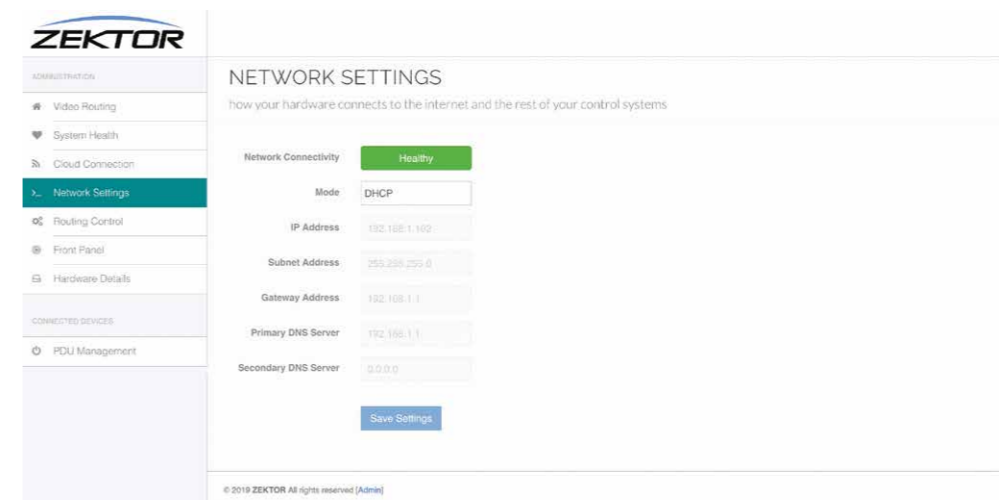 ZEKTOR
ADMINISTRATION
Video Routing
System Health
Cloud Connection
Network Settings
Routing Control
Front Panel
Hardware Details
CONNECTED DEVICES
PDU Management
NETWORK SETTINGS
how your hardware connects to the internet and the rest of your control systems
Network Connectivity Healthy
Mode DHCP
IP Address 192.168.1.102
Subnet Address 255.255.255.0
Gateway Address 192.168.1.1
Primary DNS Server 192.168.1.1
Secondary DNS Server 0.0.0.0
Save Settings
© 2019 ZEKTOR All rights reserved [Admin]